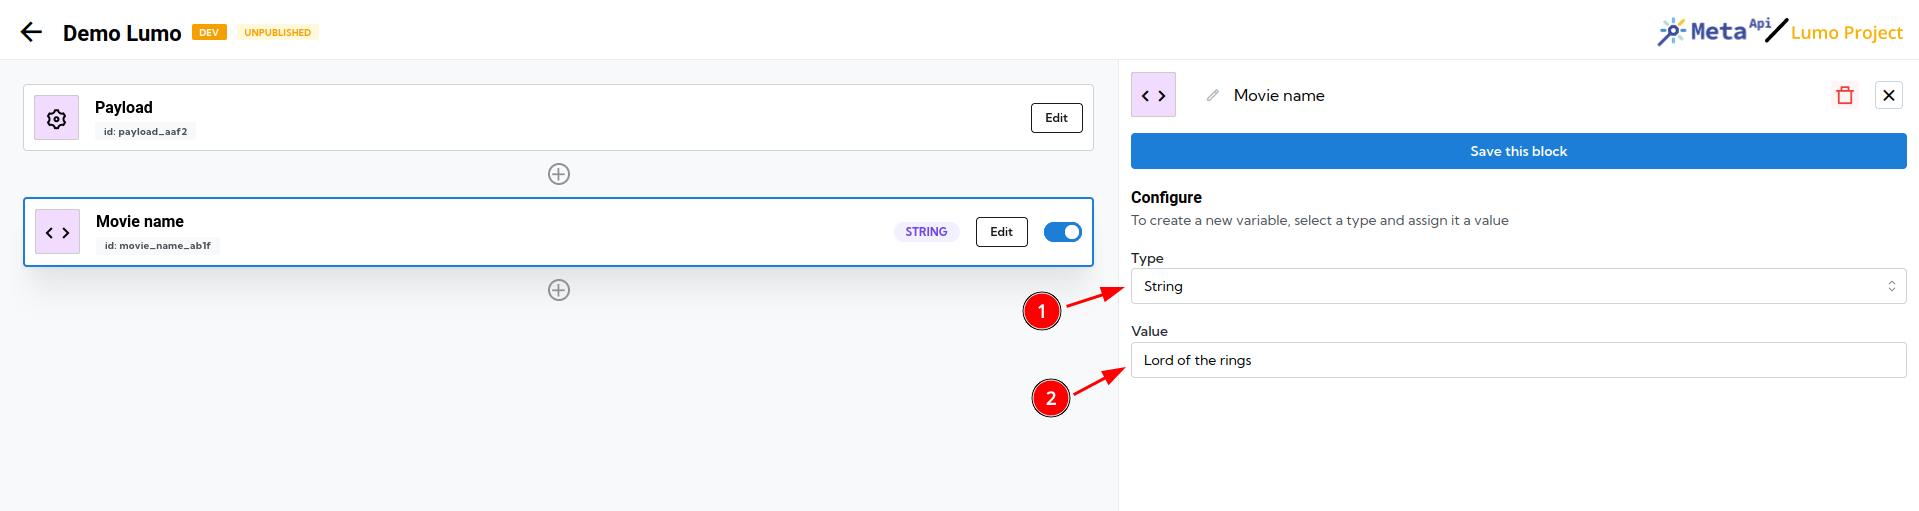 Demo Lumo DEV UNPUBLISHED
Meta Api Lumo Project
Payload
id: payload_aaf2
Edit
Movie name
id: movie_name_ab1f
STRING
Edit
1
2
Movie name
Save this block
Configure
To create a new variable, select a type and assign it a value
Type
String
Value
Lord of the rings